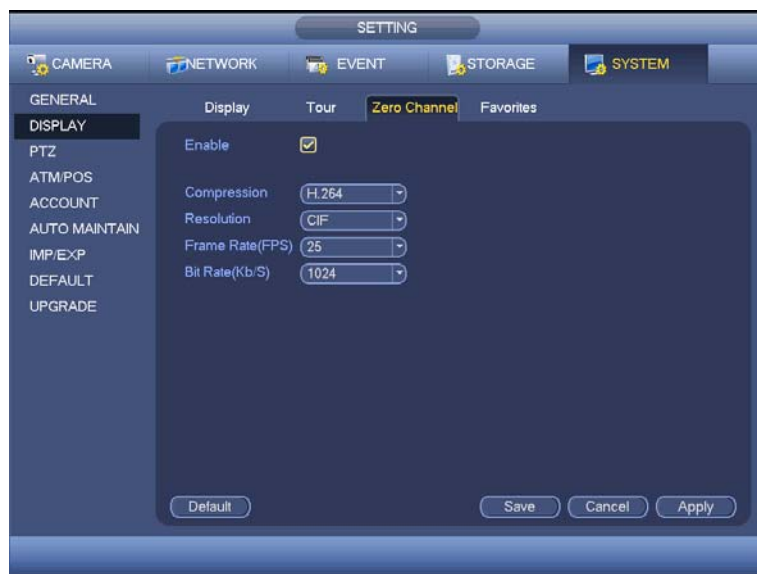 SETTING
CAMERA NETWORK EVENT STORAGE SYSTEM
GENERAL
DISPLAY
PTZ
ATM/POS
ACCOUNT
AUTO MAINTAIN
IMP/EXP
DEFAULT
UPGRADE
Display Tour Zero Channel Favorites
Enable
Compression H.264
Resolution CIF
Frame Rate(FPS) 25
Bit Rate(Kb/S) 1024
Default Save Cancel Apply